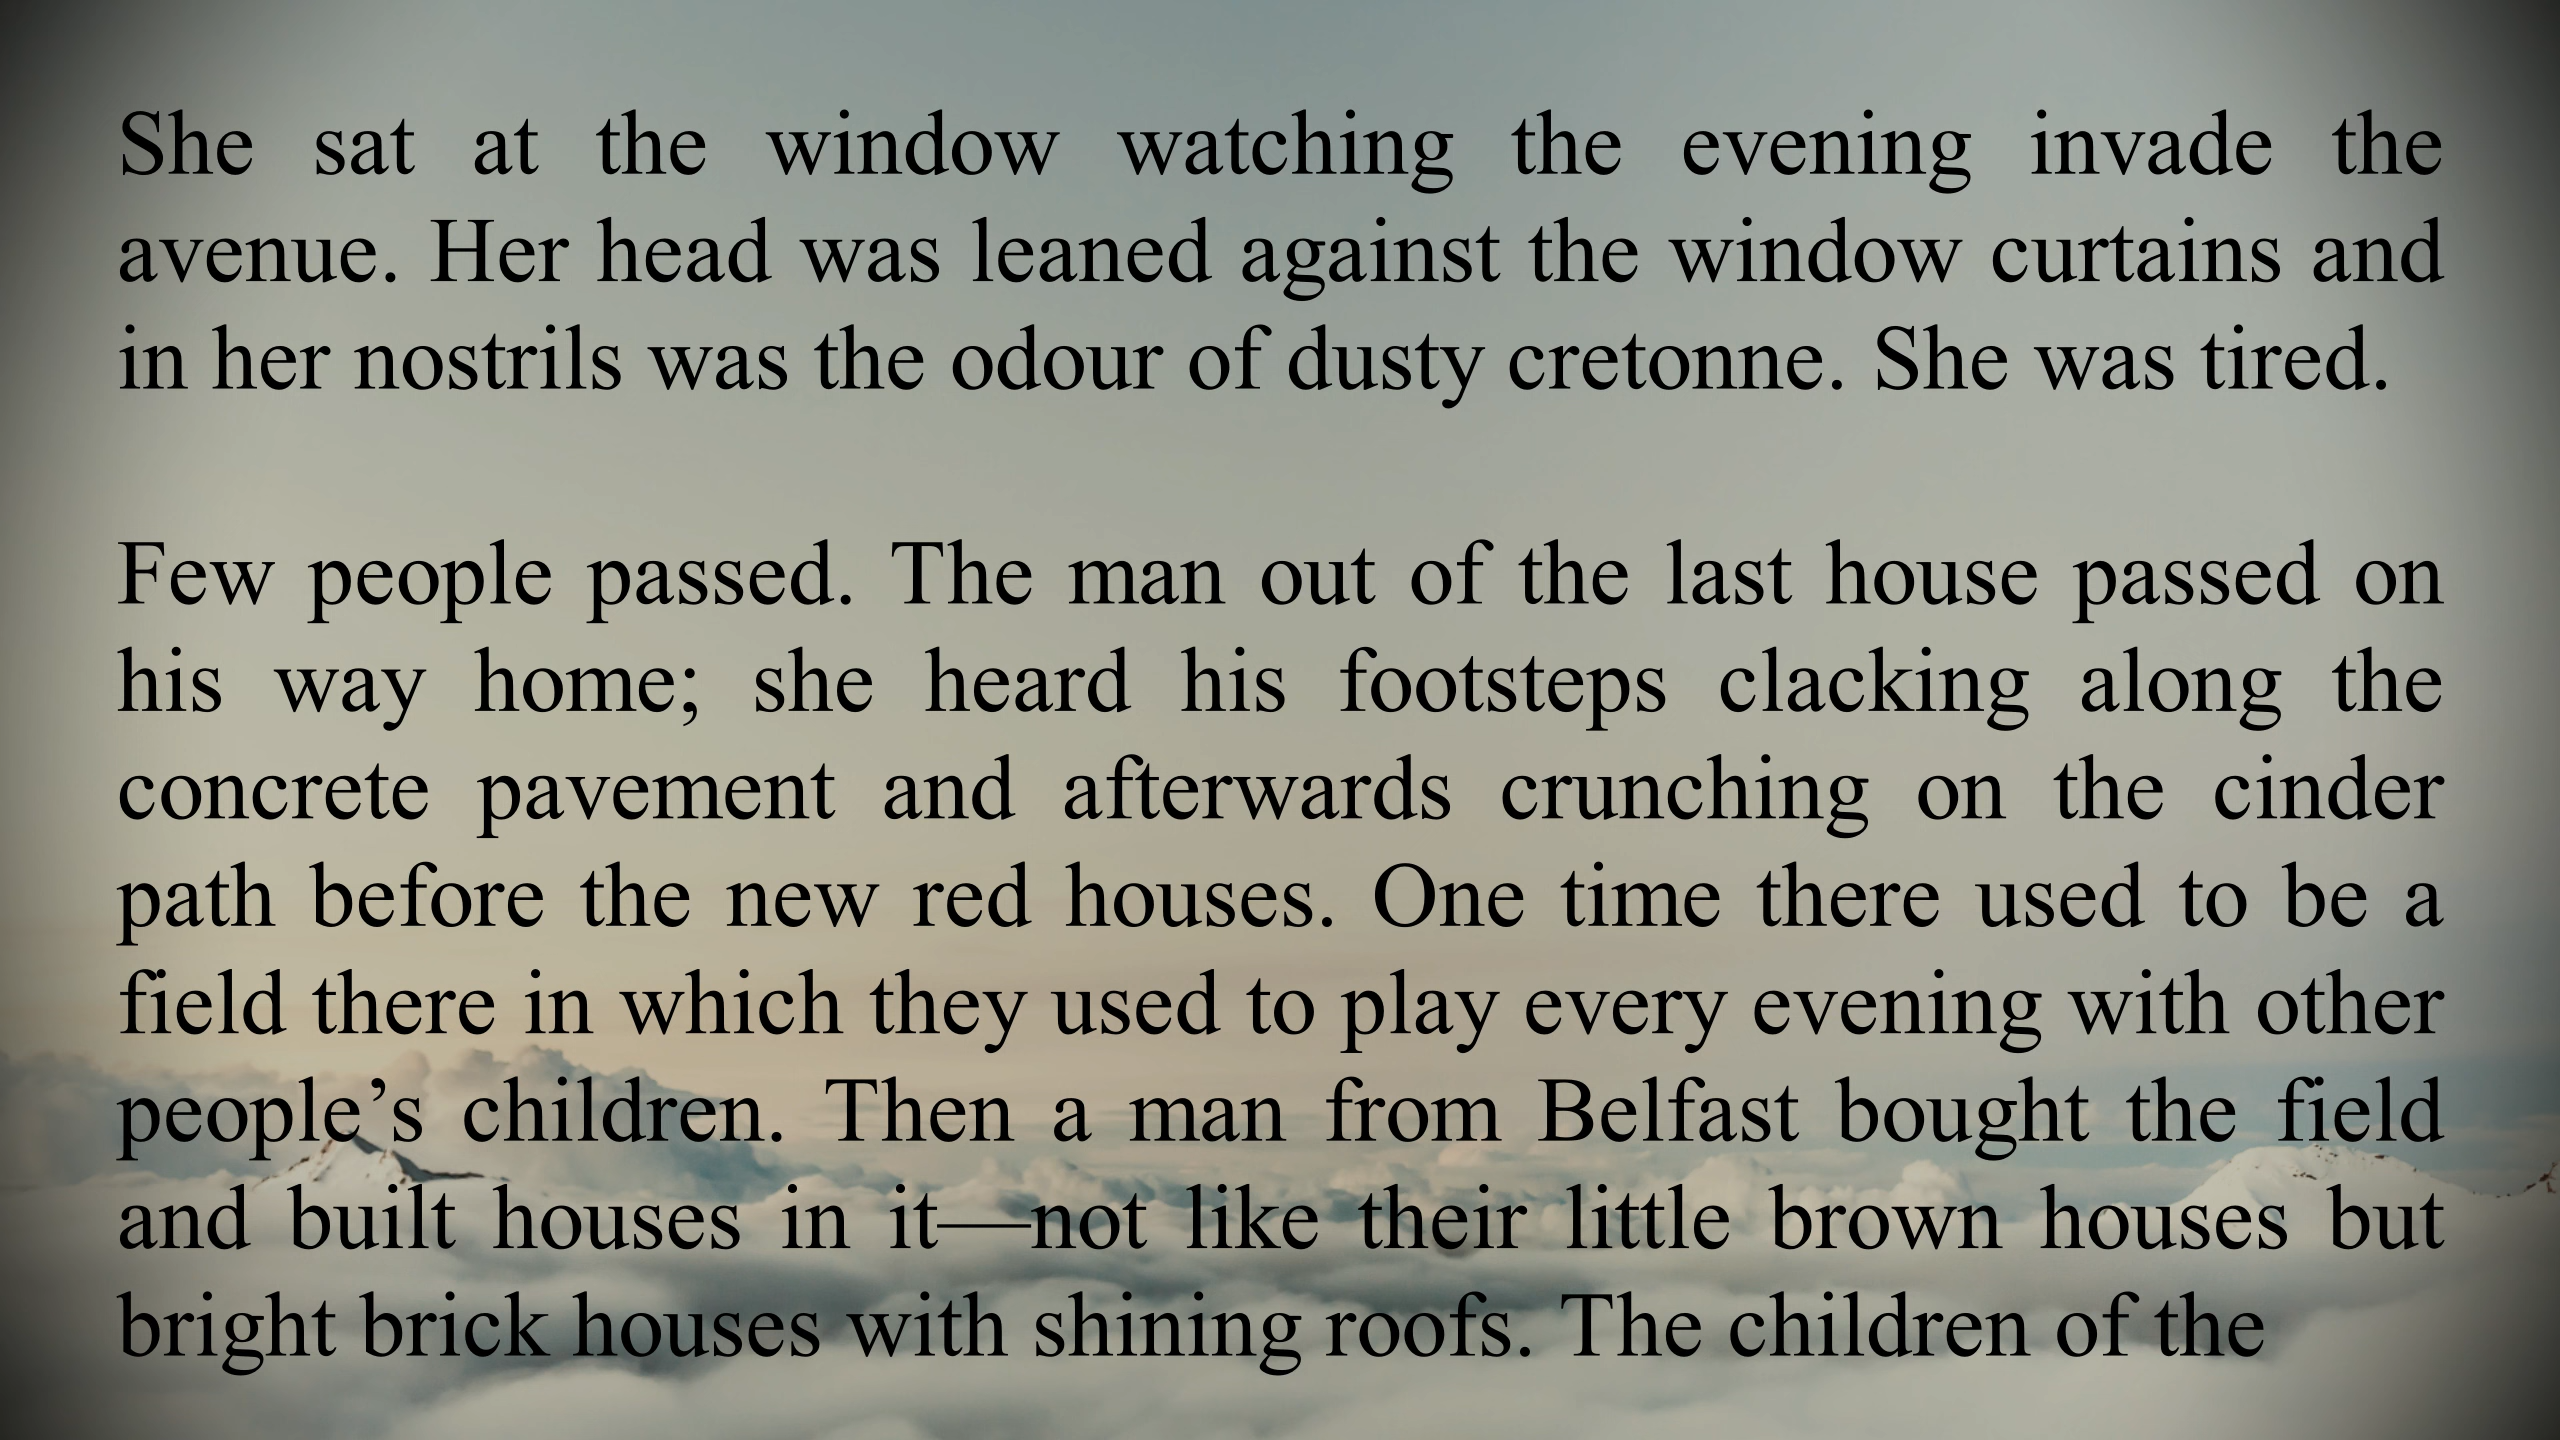 She sat at the window watching the evening invade the
avenue. Her head was leaned against the window curtains and
in her nostrils was the odour of dusty cretonne. She was tired.
Few people passed. The man out of the last house passed on
his way home; she heard his footsteps clacking along the
concrete pavement and afterwards crunching on the cinder
path before the new red houses. One time there used to be a
field there in which they used to play every evening with other
people’s children. Then a man from Belfast bought the field
and built houses in it—not like their little brown houses but
bright brick houses with shining roofs. The children of the